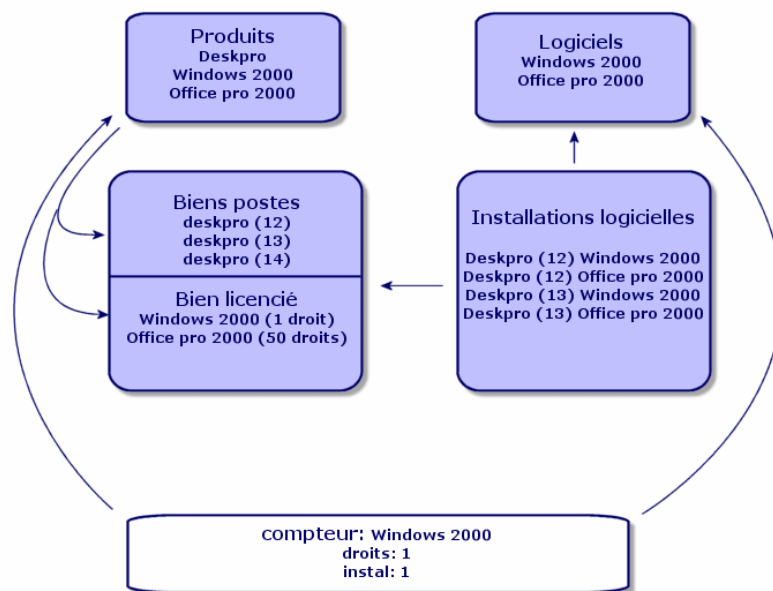 Produits
Deskpro
Windows 2000
Office pro 2000
Logiciels
Windows 2000
Office pro 2000
Biens postes
deskpro (12)
deskpro (13)
deskpro (14)
Bien licencié
Windows 2000 (1 droit)
Office pro 2000 (50 droits)
Installations logicielles
Deskpro (12) Windows 2000
Deskpro (12) Office pro 2000
Deskpro (13) Windows 2000
Deskpro (13) Office pro 2000
compteur: Windows 2000
droits: 1
instal: 1